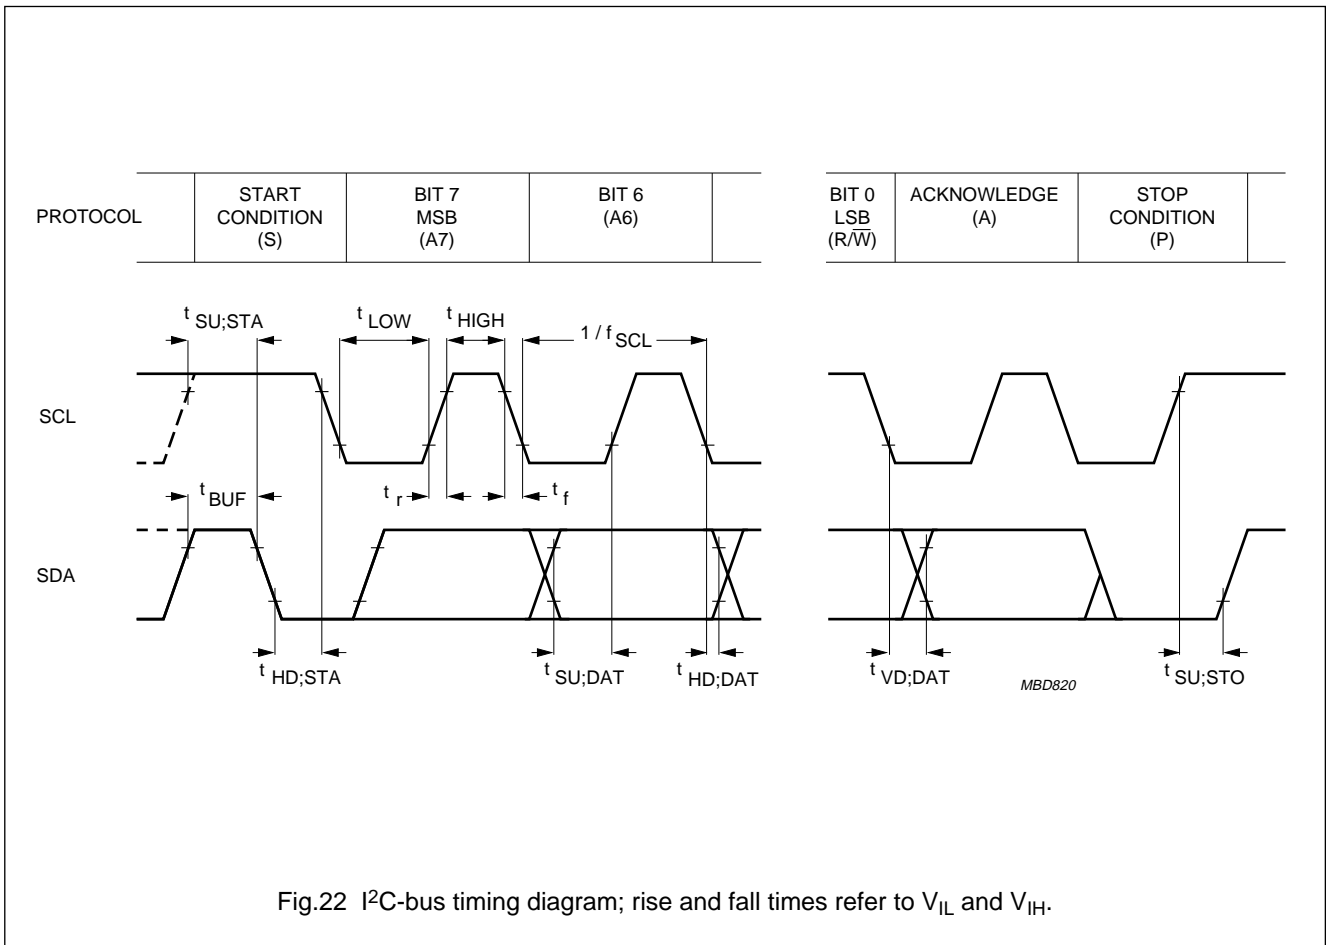 PROTOCOL
START
CONDITION
(S)
BIT 7
MSB
(A7)
BIT 6
(A6)
BIT 0
LSB
(R/W̅)
ACKNOWLEDGE
(A)
STOP
CONDITION
(P)
t SU;STA
t LOW
t HIGH
1 / f SCL
SCL
t BUF
t r
t f
SDA
t HD;STA
t SU;DAT
t HD;DAT
t VD;DAT
MBD820
t SU;STO
Fig.22 I²C-bus timing diagram; rise and fall times refer to V_IL and V_IH.